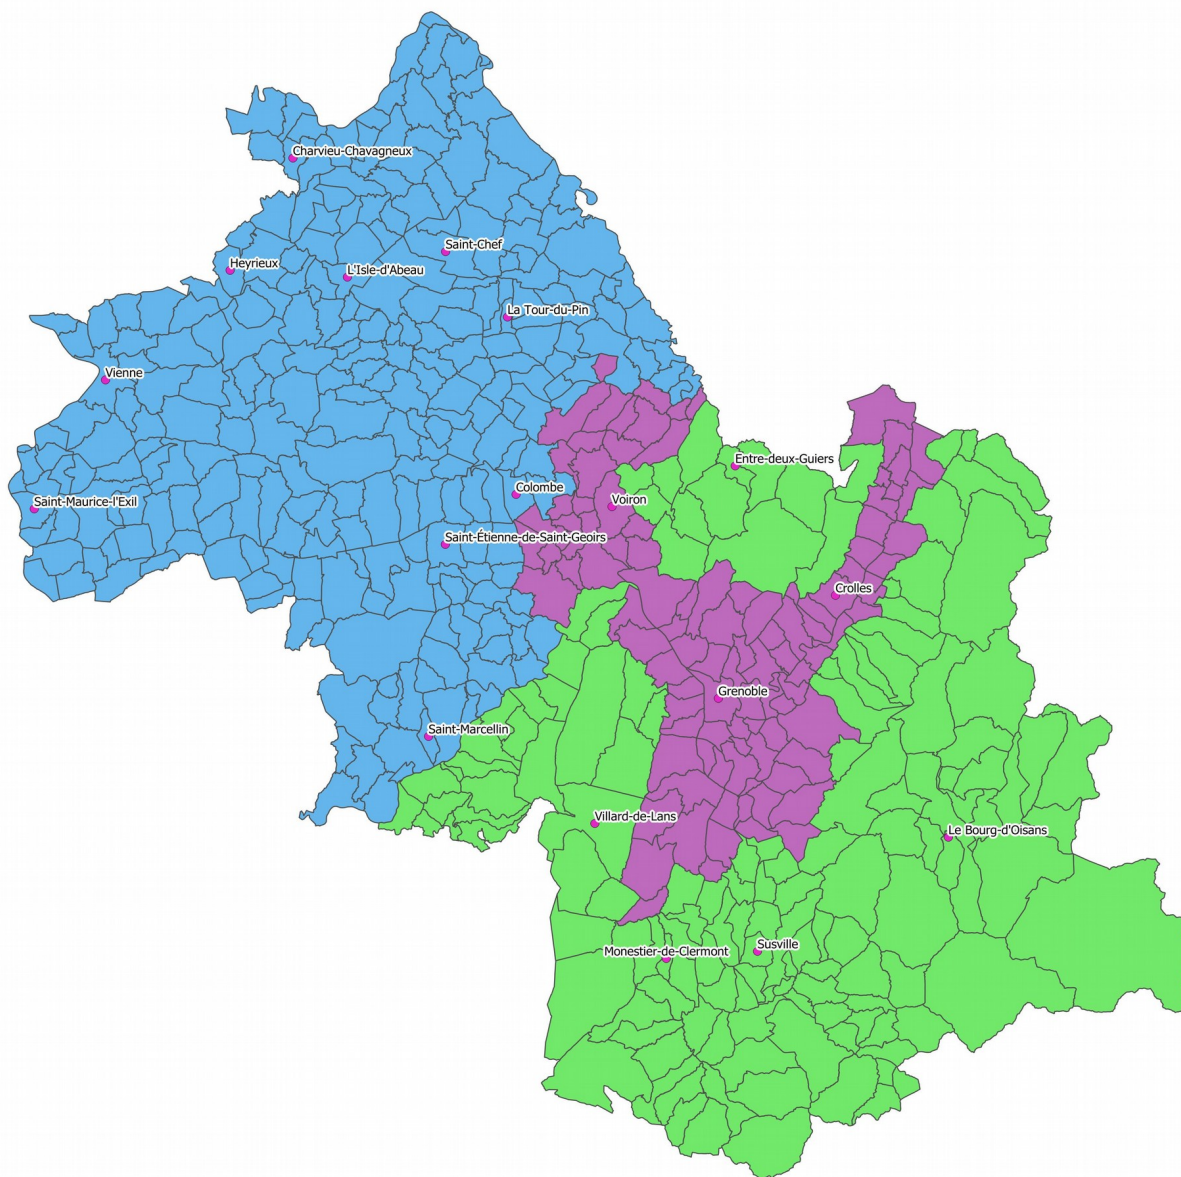 Charvieu-Chavagneux
Saint-Chef
Heyrieux
L'Isle-d'Abeau
La Tour-du-Pin
Vienne
Entre-deux-Guiers
Colombe
Saint-Maurice-l'Exil
Voiron
Saint-Étienne-de-Saint-Geoirs
Crolles
Grenoble
Saint-Marcellin
Villard-de-Lans
Le Bourg-d'Oisans
Susville
Monestier-de-Clermont